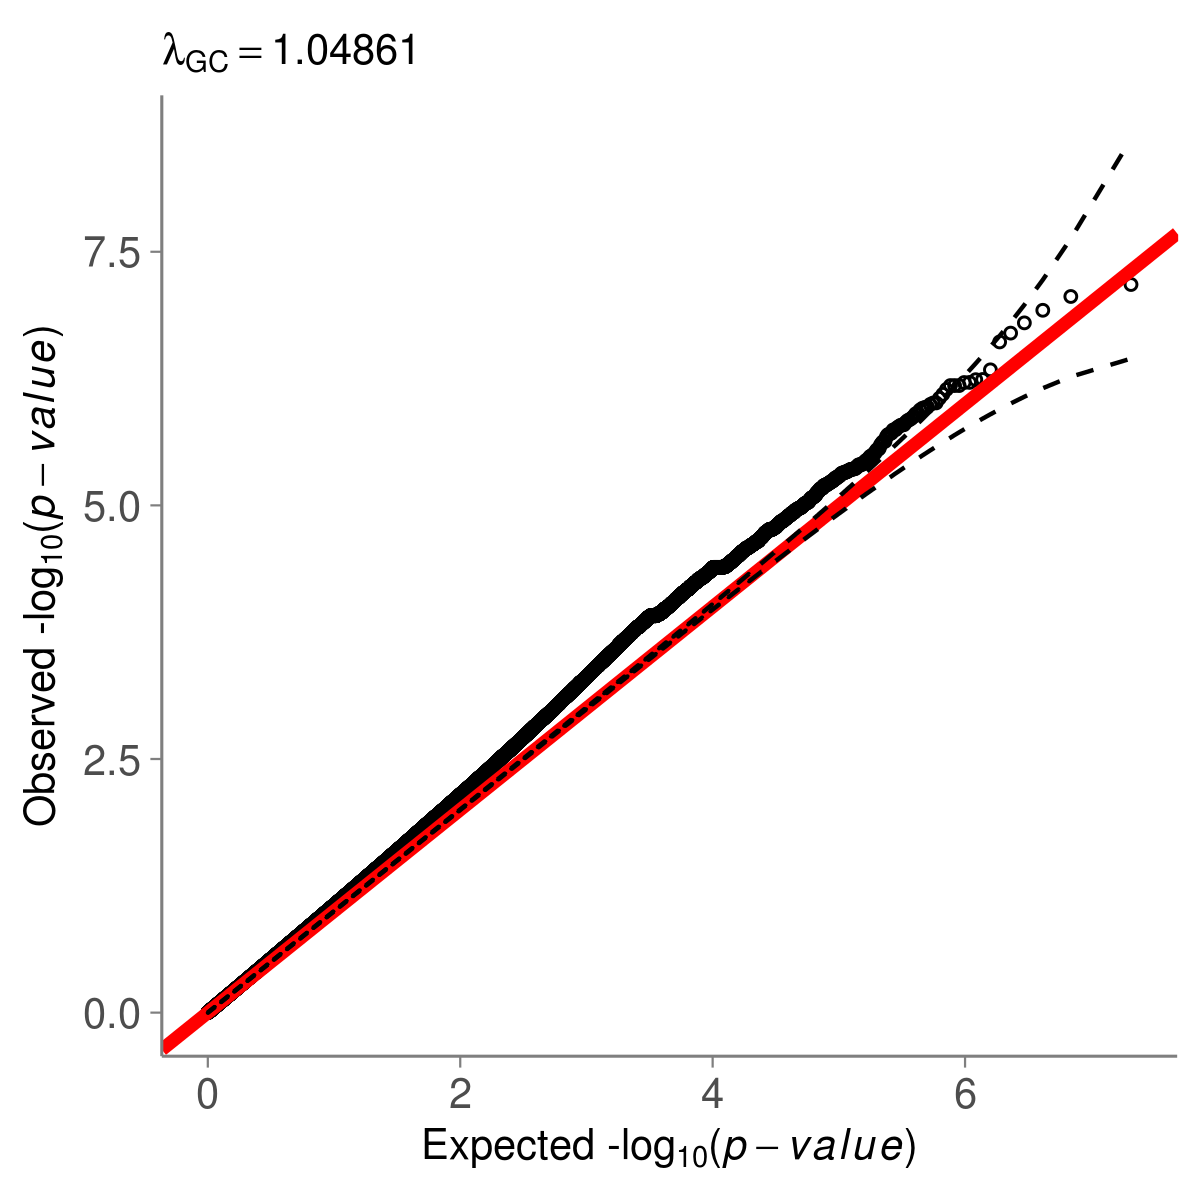 λGC = 1.04861
7.5
5.0
2.5
0.0
Observed -log10(p − value)
0 2 4 6
Expected -log10(p − value)